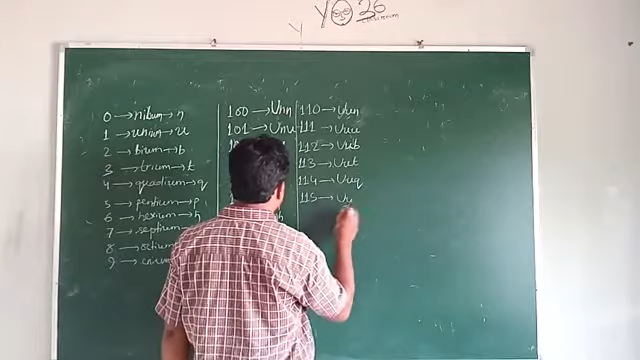 0 → nilium → n
1 → unium → u
2 → bium → b
3 → trium → t
4 → quadium → q
5 → pentium → p
6 → hexium → h
7 → septium
8 → octium
9 →
100 → Unn
101 → Unu
h
110 → Uun
111 → Uuu
112 → Uub
113 → Uut
114 → Uuq
115 → Uu